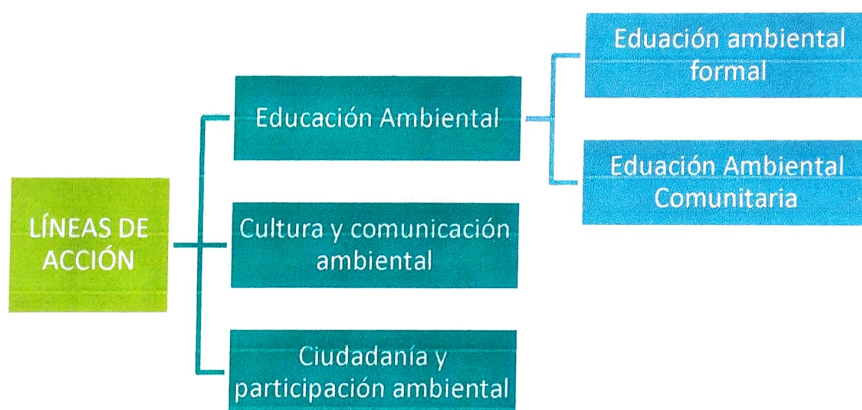 LÍNEAS DE
ACCIÓN
Educación Ambiental
Eduación ambiental
formal
Eduación Ambiental
Comunitaria
Cultura y comunicación
ambiental
Ciudadanía y
participación ambiental